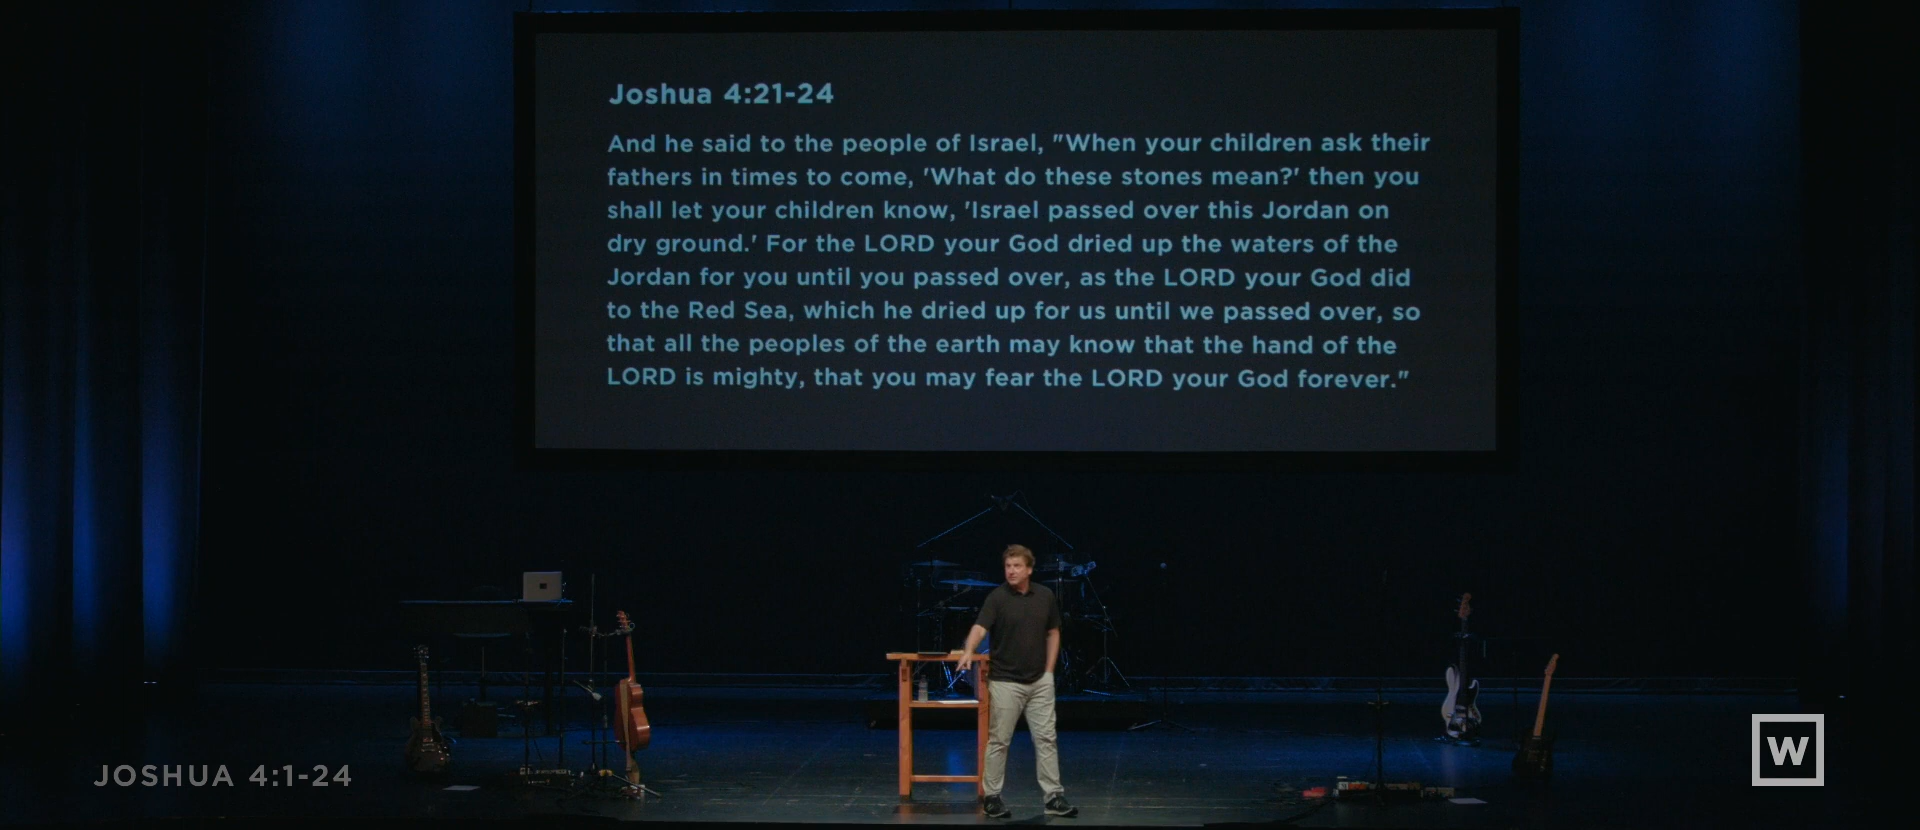 Joshua 4:21-24
And he said to the people of Israel, "When your children ask their
fathers in times to come, 'What do these stones mean?' then you
shall let your children know, 'Israel passed over this Jordan on
dry ground.' For the LORD your God dried up the waters of the
Jordan for you until you passed over, as the LORD your God did
to the Red Sea, which he dried up for us until we passed over, so
that all the peoples of the earth may know that the hand of the
LORD is mighty, that you may fear the LORD your God forever."
JOSHUA 4:1-24
W